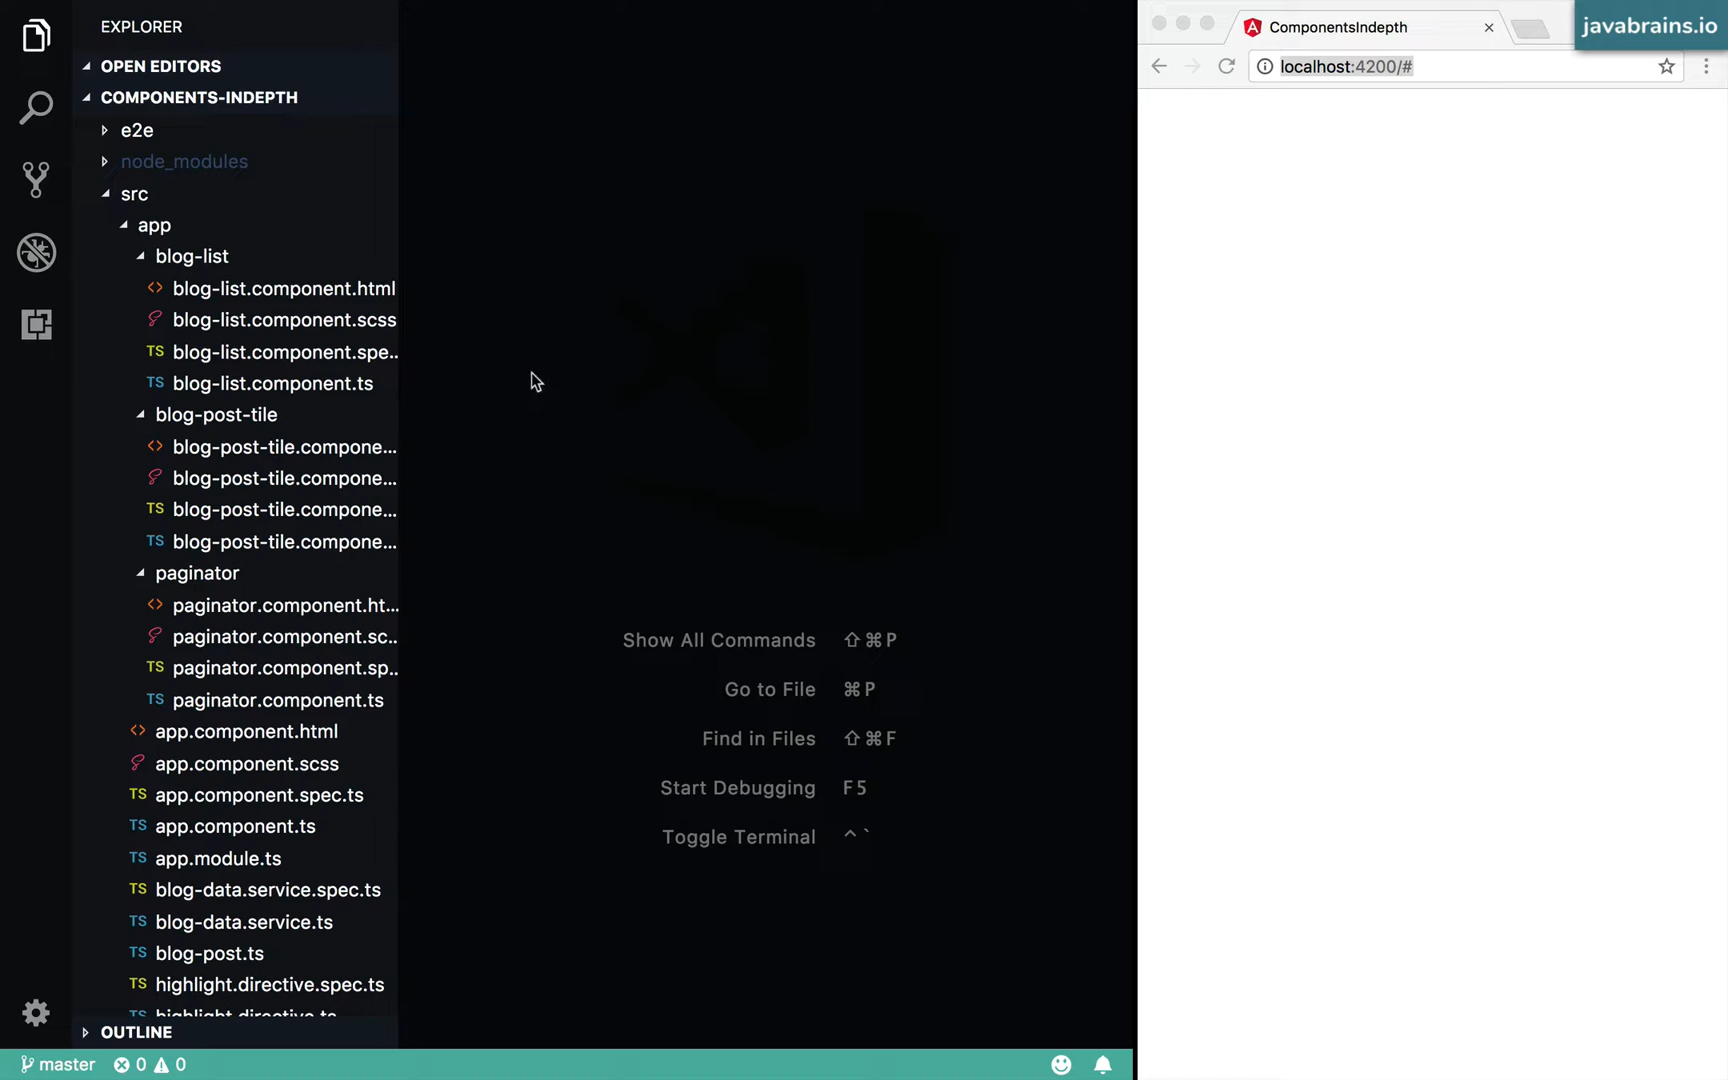 EXPLORER
OPEN EDITORS
COMPONENTS-INDEPTH
e2e
node_modules
src
app
blog-list
blog-list.component.html
blog-list.component.scss
TS blog-list.component.spe...
TS blog-list.component.ts
blog-post-tile
blog-post-tile.compone...
blog-post-tile.compone...
TS blog-post-tile.compone...
TS blog-post-tile.compone...
paginator
paginator.component.ht...
paginator.component.sc...
TS paginator.component.sp...
TS paginator.component.ts
app.component.html
app.component.scss
TS app.component.spec.ts
TS app.component.ts
TS app.module.ts
TS blog-data.service.spec.ts
TS blog-data.service.ts
TS blog-post.ts
TS highlight.directive.spec.ts
TS highlight.directive.ts
OUTLINE
master 0 0
Show All Commands ⇧⌘P
Go to File ⌘P
Find in Files ⇧⌘F
Start Debugging F5
Toggle Terminal ^`
ComponentsIndepth
javabrains.io
localhost:4200/#